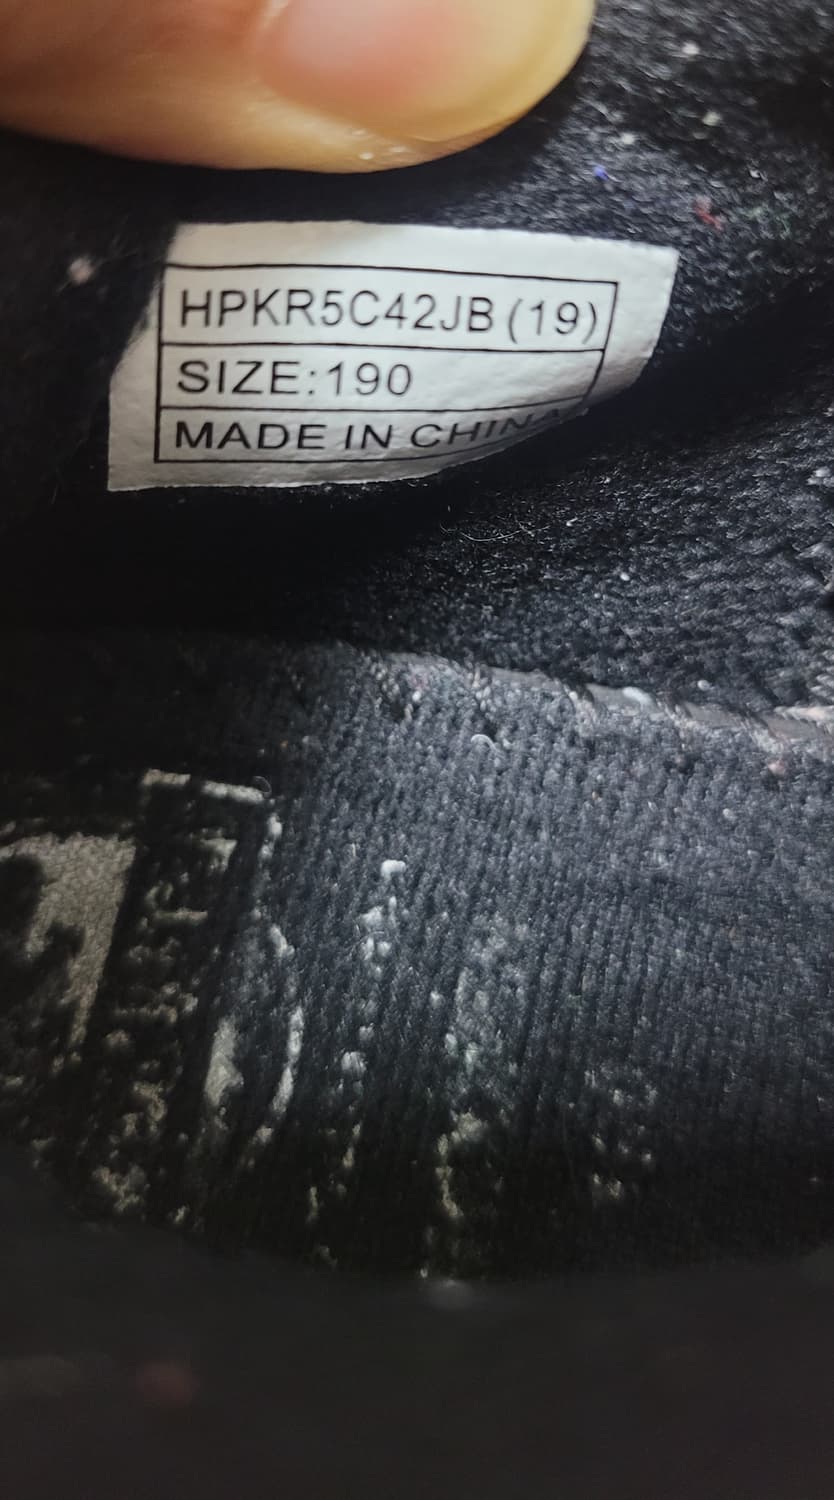 HPKR5C42JB(19)
SIZE:190
MADE IN CHINA